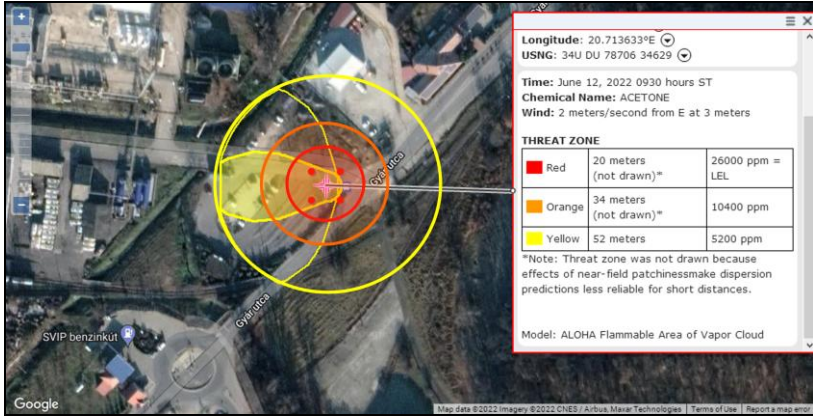 Gyár utca
Gyár utca
SVIP benzinkút
Google
Map data ©2022 Imagery ©2022 CNES / Airbus, Maxar Technologies
Terms of Use
Report a map error
Longitude: 20.713633°E
USNG: 34U DU 78706 34629
Time: June 12, 2022 0930 hours ST
Chemical Name: ACETONE
Wind: 2 meters/second from E at 3 meters
THREAT ZONE
Red 20 meters (not drawn)* 26000 ppm = LEL
Orange 34 meters (not drawn)* 10400 ppm
Yellow 52 meters 5200 ppm
*Note: Threat zone was not drawn because
effects of near-field patchinessmake dispersion
predictions less reliable for short distances.
Model: ALOHA Flammable Area of Vapor Cloud